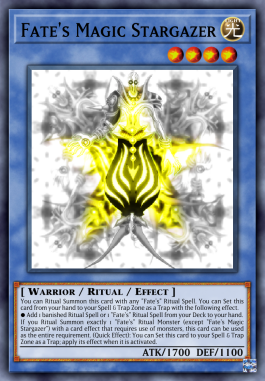 FATE'S MAGIC STARGAZER
LIGHT
光
[ WARRIOR / RITUAL / EFFECT ]
You can Ritual Summon this card with any "Fate's" Ritual Spell. You can Set this
card from your hand to your Spell & Trap Zone as a Trap with the following effect.
● Add 1 banished Ritual Spell or 1 "Fate's" Ritual Spell from your Deck to your hand.
If you Ritual Summon exactly 1 "Fate's" Ritual Monster (except "Fate's Magic
Stargazer") with a card effect that requires use of monsters, this card can be used
as the entire requirement. (Quick Effect): You can Set this card to your Spell & Trap
Zone as a Trap; apply its effect when it is activated.
ATK/1700 DEF/1100